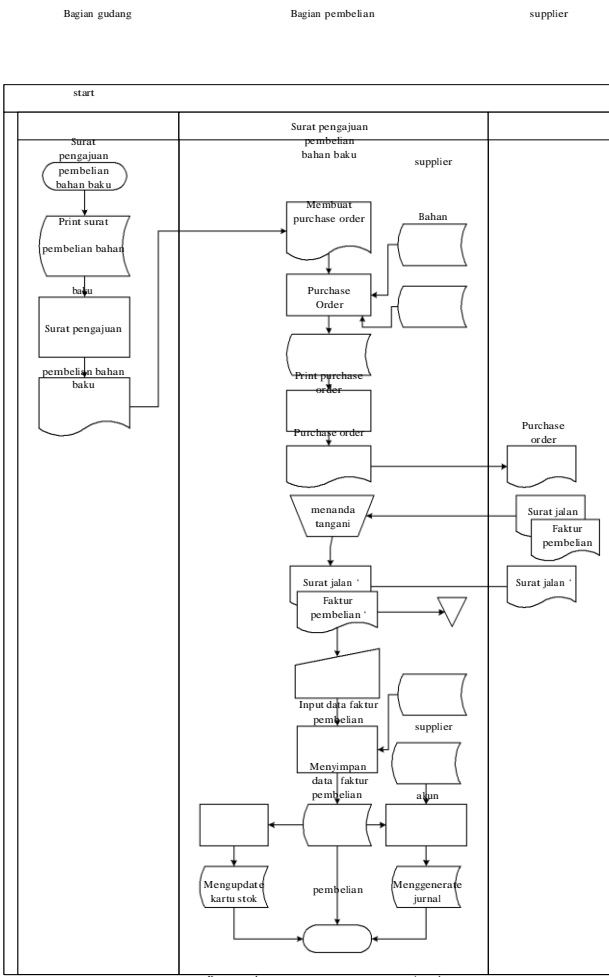 Bagian gudang
Bagian pembelian
supplier
start
Surat
pengajuan
pembelian
bahan baku
Print surat
pembelian bahan
baku
Surat pengajuan
pembelian bahan
baku
Surat pengajuan
pembelian
bahan baku
supplier
Membuat
purchase order
Bahan
Purchase
Order
Print purchase
order
Purchase order
Purchase
order
menanda
tangani
Surat jalan
Faktur
pembelian
Surat jalan `
Faktur
pembelian `
Surat jalan `
Input data faktur
pembelian
supplier
Menyimpan
data faktur
pembelian
akun
Mengupdate
kartu stok
pembelian
Menggenerate
jurnal